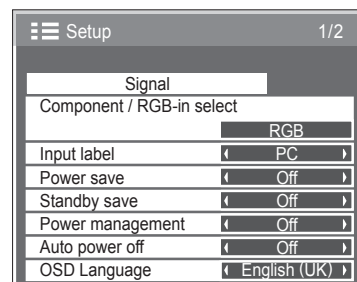 Setup 1/2
Signal
Component / RGB-in select
RGB
Input label PC
Power save Off
Standby save Off
Power management Off
Auto power off Off
OSD Language English (UK)